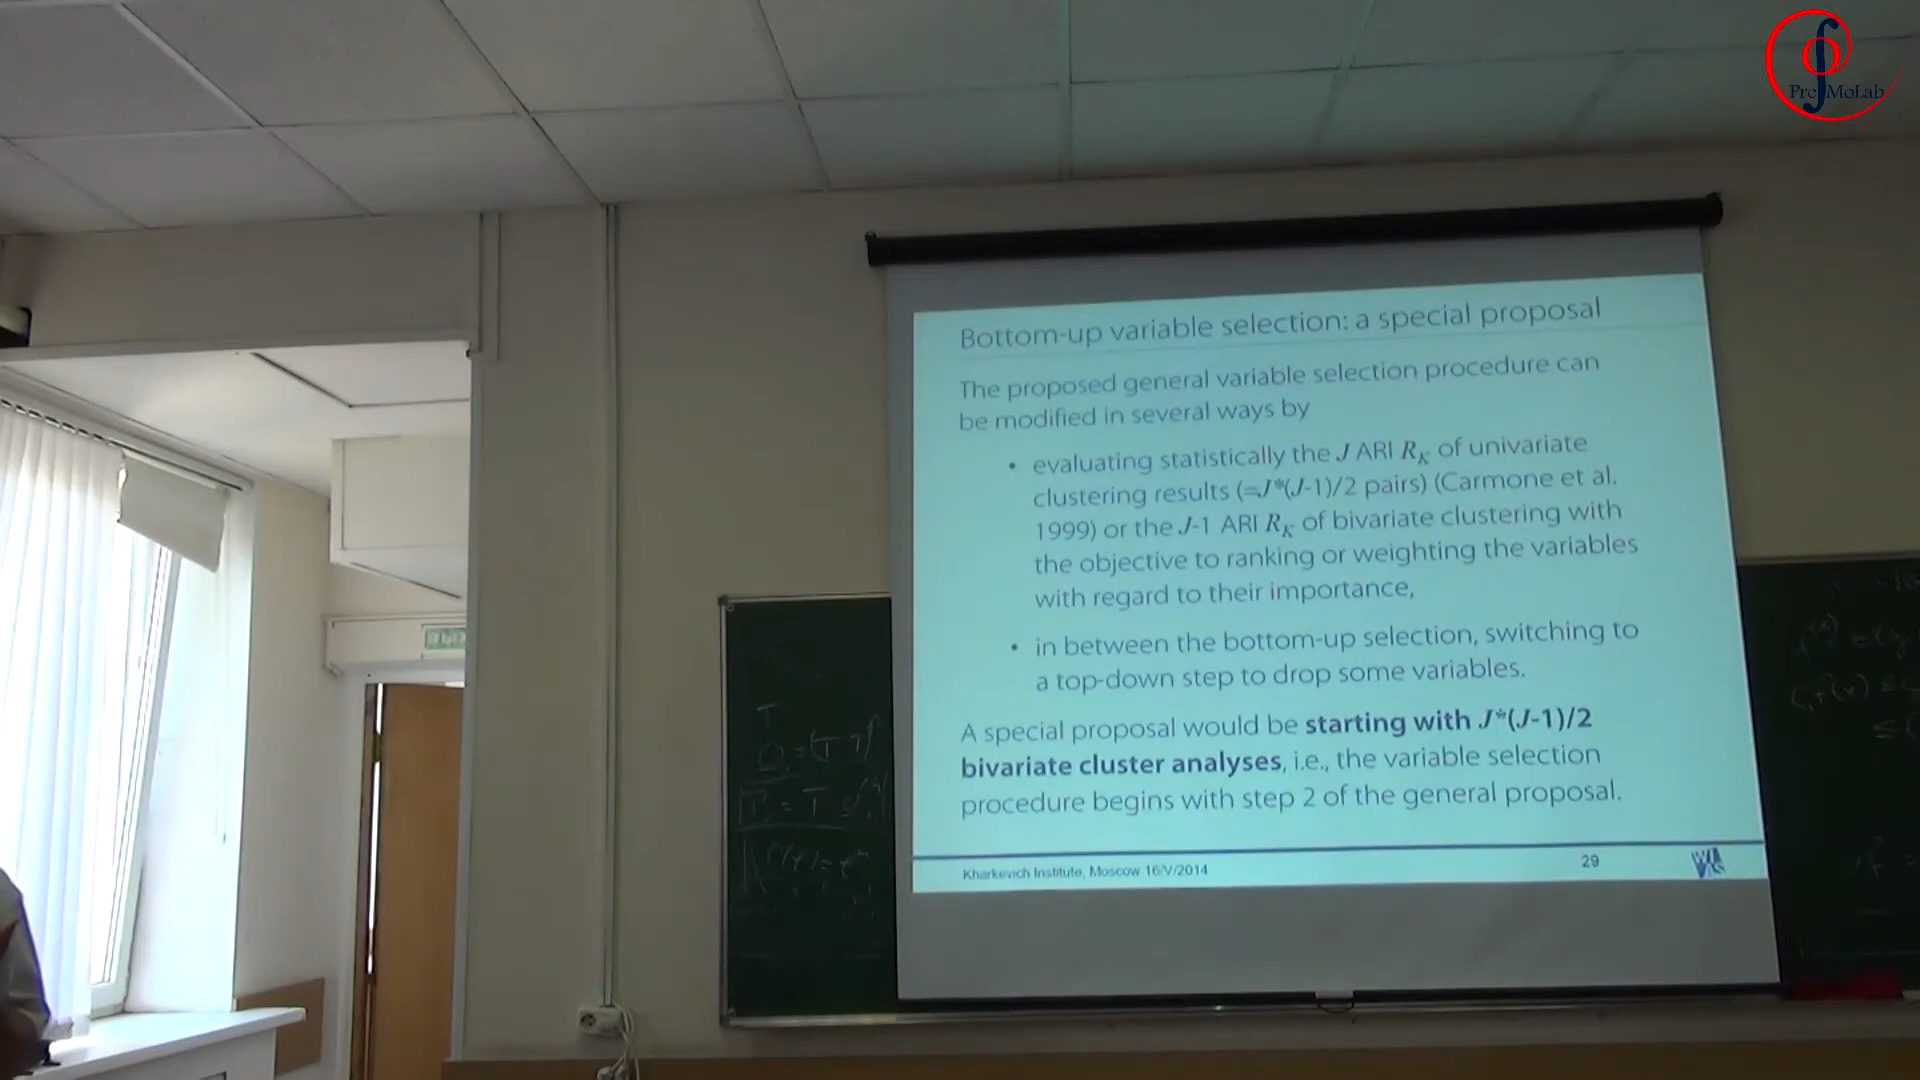 PreMoLab
Bottom-up variable selection: a special proposal
The proposed general variable selection procedure can
be modified in several ways by
• evaluating statistically the J ARI R_K of univariate
clustering results (=J*(J-1)/2 pairs) (Carmone et al.
1999) or the J-1 ARI R_K of bivariate clustering with
the objective to ranking or weighting the variables
with regard to their importance,
• in between the bottom-up selection, switching to
a top-down step to drop some variables.
A special proposal would be starting with J*(J-1)/2
bivariate cluster analyses, i.e., the variable selection
procedure begins with step 2 of the general proposal.
Kharkevich Institute, Moscow 16/V/2014
29